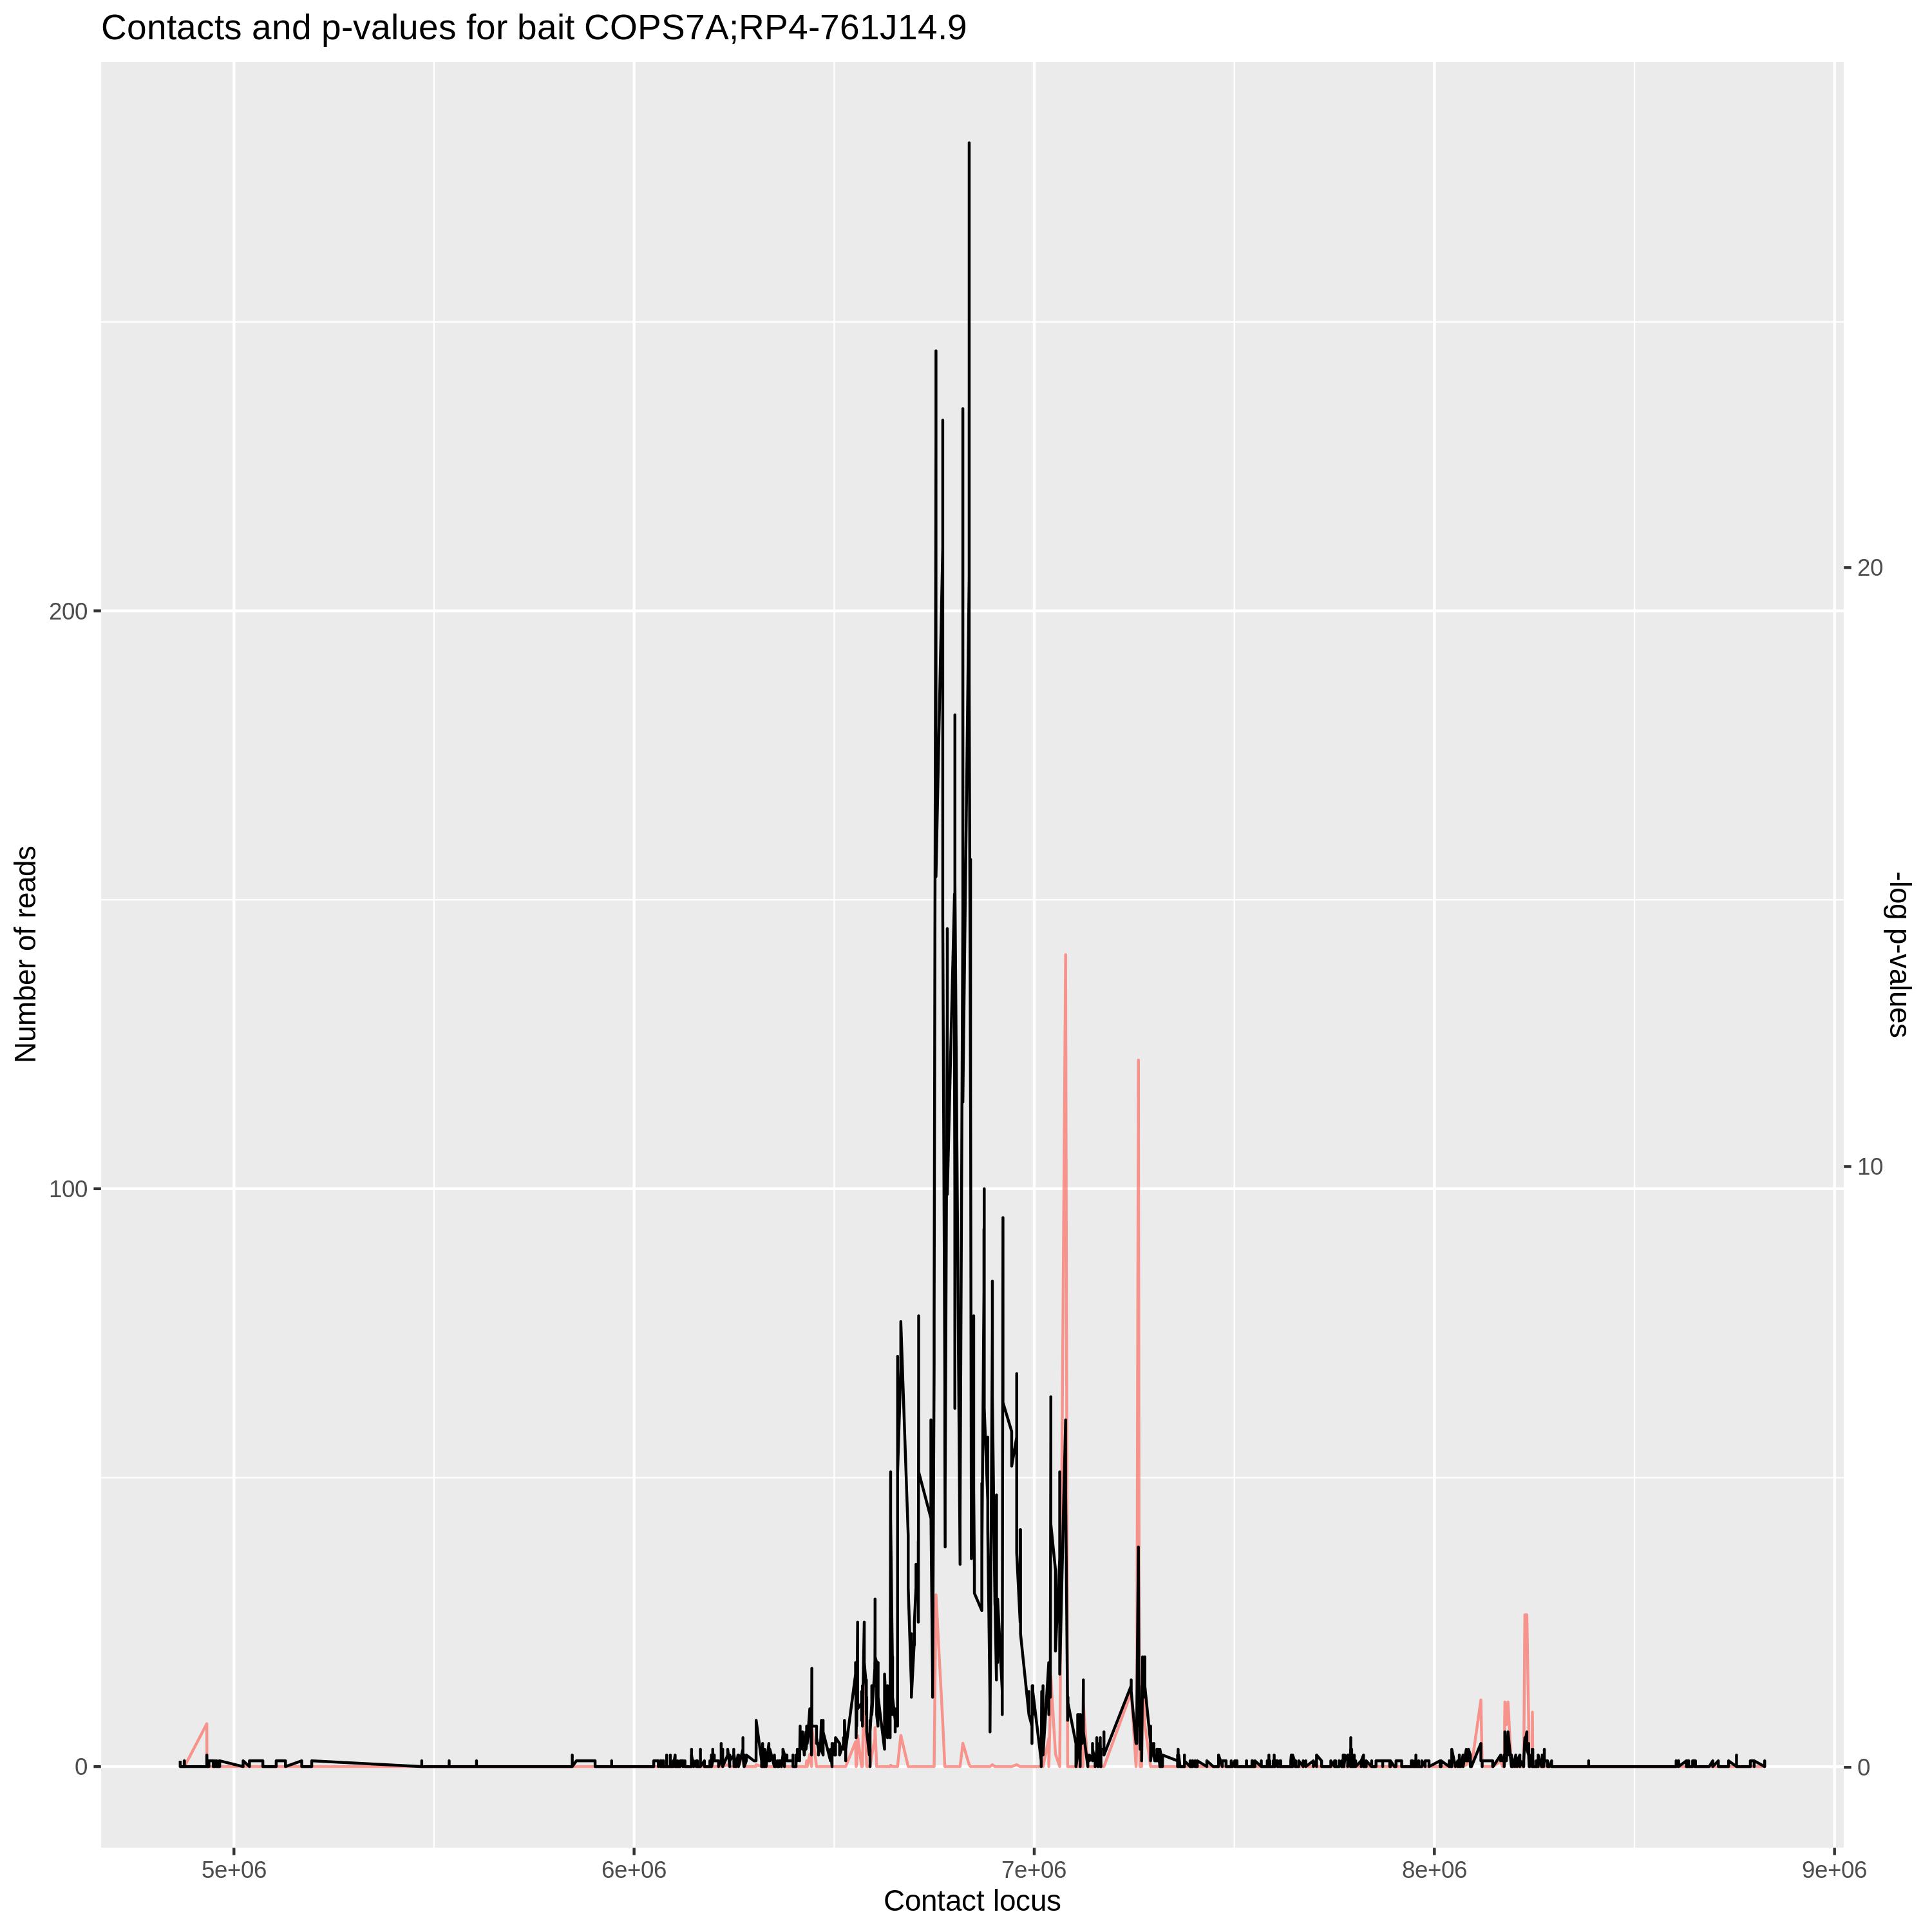 Contacts and p-values for bait COPS7A;RP4-761J14.9
Number of reads
200
100
0
20
10
0
-log p-values
5e+06
6e+06
7e+06
8e+06
9e+06
Contact locus